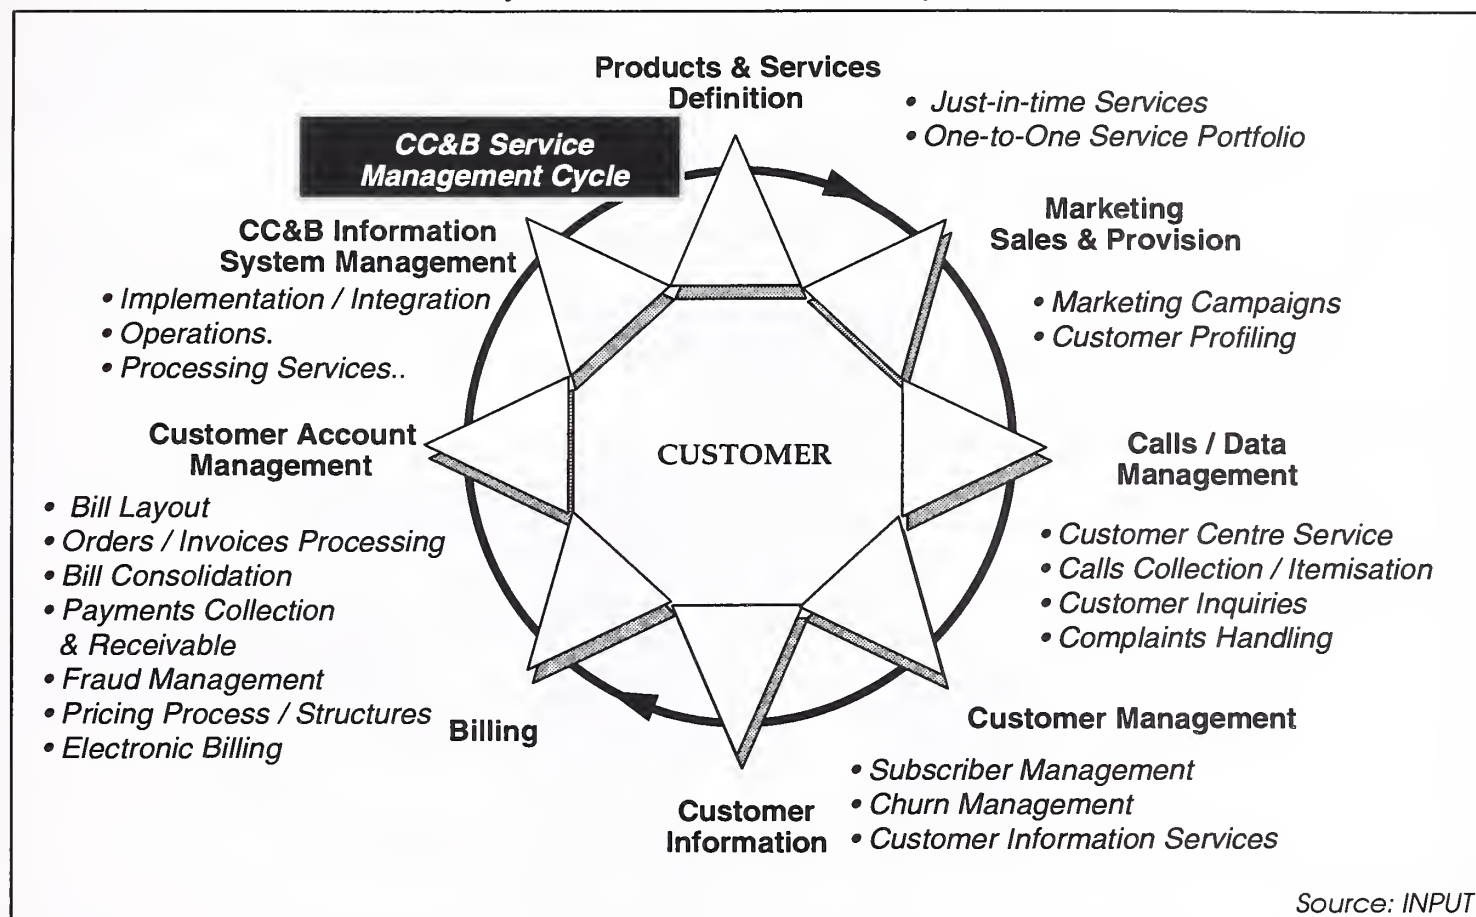 Products & Services
Definition
• Just-in-time Services
• One-to-One Service Portfolio
CC&B Service
Management Cycle
Marketing
Sales & Provision
• Marketing Campaigns
• Customer Profiling
CC&B Information
System Management
• Implementation / Integration
• Operations.
• Processing Services..
CUSTOMER
Calls / Data
Management
• Customer Centre Service
• Calls Collection / Itemisation
• Customer Inquiries
• Complaints Handling
Customer Account
Management
• Bill Layout
• Orders / Invoices Processing
• Bill Consolidation
• Payments Collection
& Receivable
• Fraud Management
• Pricing Process / Structures
• Electronic Billing
Billing
Customer Management
• Subscriber Management
• Churn Management
• Customer Information Services
Customer
Information
Source: INPUT